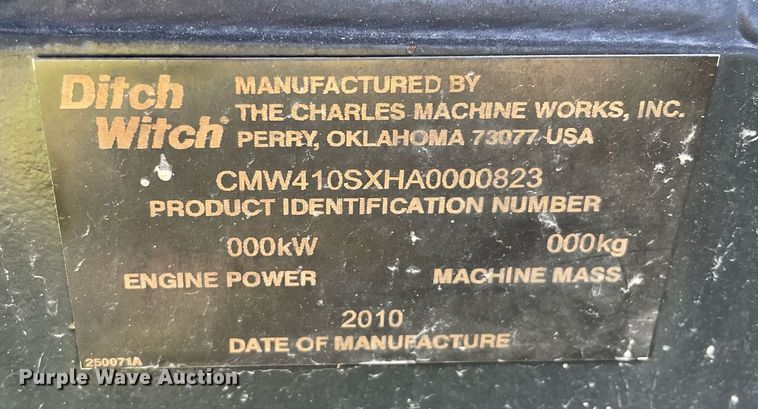 Ditch Witch®
MANUFACTURED BY
THE CHARLES MACHINE WORKS, INC.
PERRY, OKLAHOMA 73077 USA
CMW410SXHA0000823
PRODUCT IDENTIFICATION NUMBER
000kW 000kg
ENGINE POWER MACHINE MASS
2010
DATE OF MANUFACTURE
250071A
Purple Wave Auction